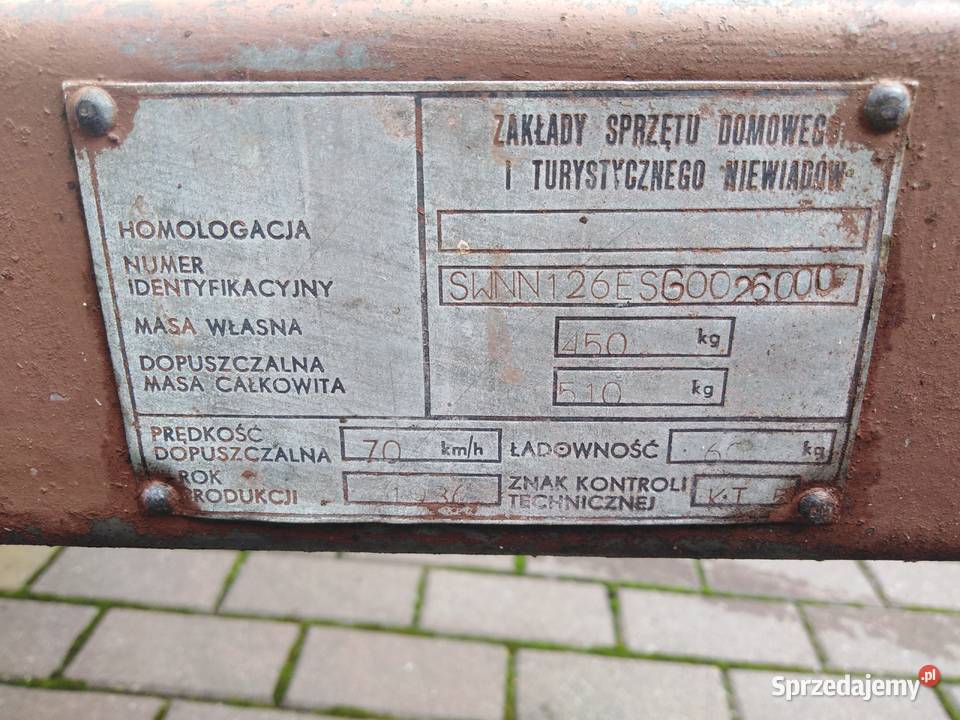 ZAKŁADY SPRZĘTU DOMOWEGO
I TURYSTYCZNEGO NIEWIADÓW
HOMOLOGACJA
NUMER
IDENTYFIKACYJNY
SWNN126ESG0026000
MASA WŁASNA 450 kg
DOPUSZCZALNA
MASA CAŁKOWITA 510 kg
PRĘDKOŚĆ
DOPUSZCZALNA 70 km/h
ŁADOWNOŚĆ 60 kg
ROK
PRODUKCJI
ZNAK KONTROLI
TECHNICZNEJ K.T.
Sprzedajemy.pl